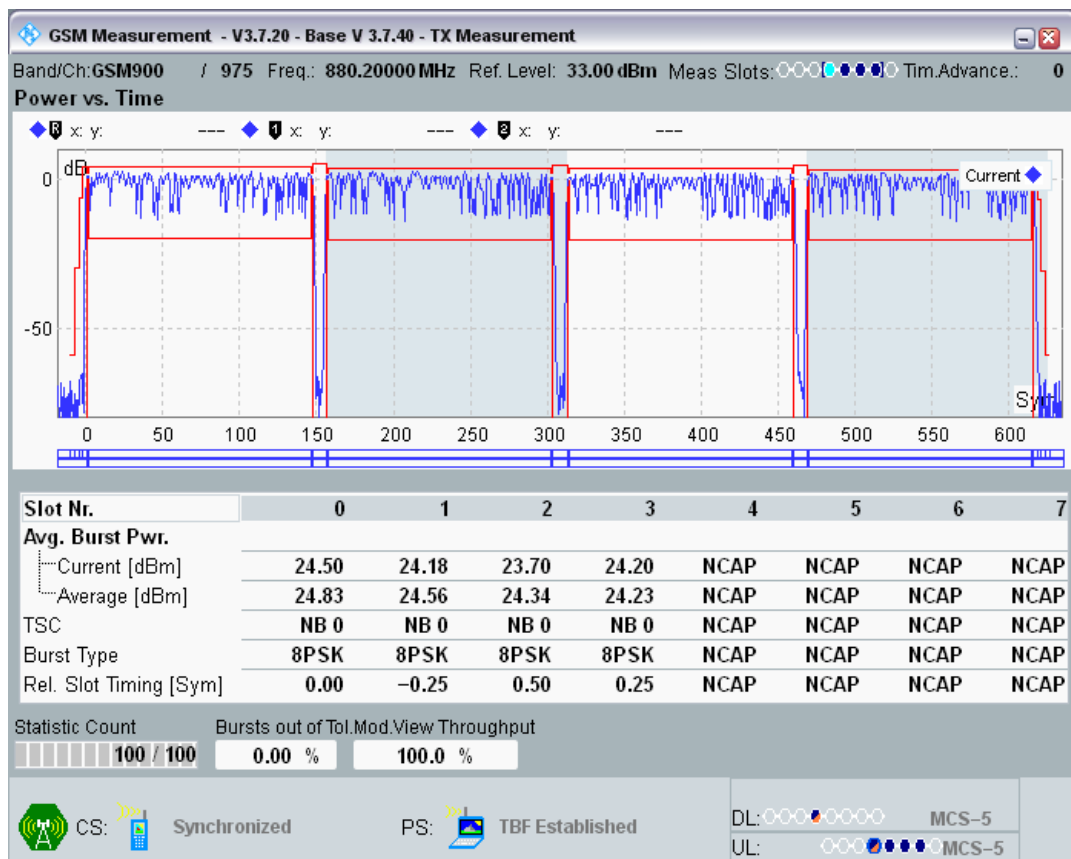 GSM Measurement - V3.7.20 - Base V 3.7.40 - TX Measurement
Band/Ch:GSM900 / 975 Freq.: 880.20000 MHz Ref. Level: 33.00 dBm Meas Slots: Tim.Advance.: 0
Power vs. Time
R x: y: --- 1 x: y: --- 2 x: y: ---
dB
0
Current
-50
0 50 100 150 200 250 300 350 400 450 500 550 600
Slot Nr. 0 1 2 3 4 5 6 7
Avg. Burst Pwr.
Current [dBm] 24.50 24.18 23.70 24.20 NCAP NCAP NCAP NCAP
Average [dBm] 24.83 24.56 24.34 24.23 NCAP NCAP NCAP NCAP
TSC NB 0 NB 0 NB 0 NB 0 NCAP NCAP NCAP NCAP
Burst Type 8PSK 8PSK 8PSK 8PSK NCAP NCAP NCAP NCAP
Rel. Slot Timing [Sym] 0.00 −0.25 0.50 0.25 NCAP NCAP NCAP NCAP
Statistic Count Bursts out of Tol.Mod.View Throughput
100 / 100 0.00 % 100.0 %
CS: Synchronized PS: TBF Established
DL: MCS−5
UL: MCS−5